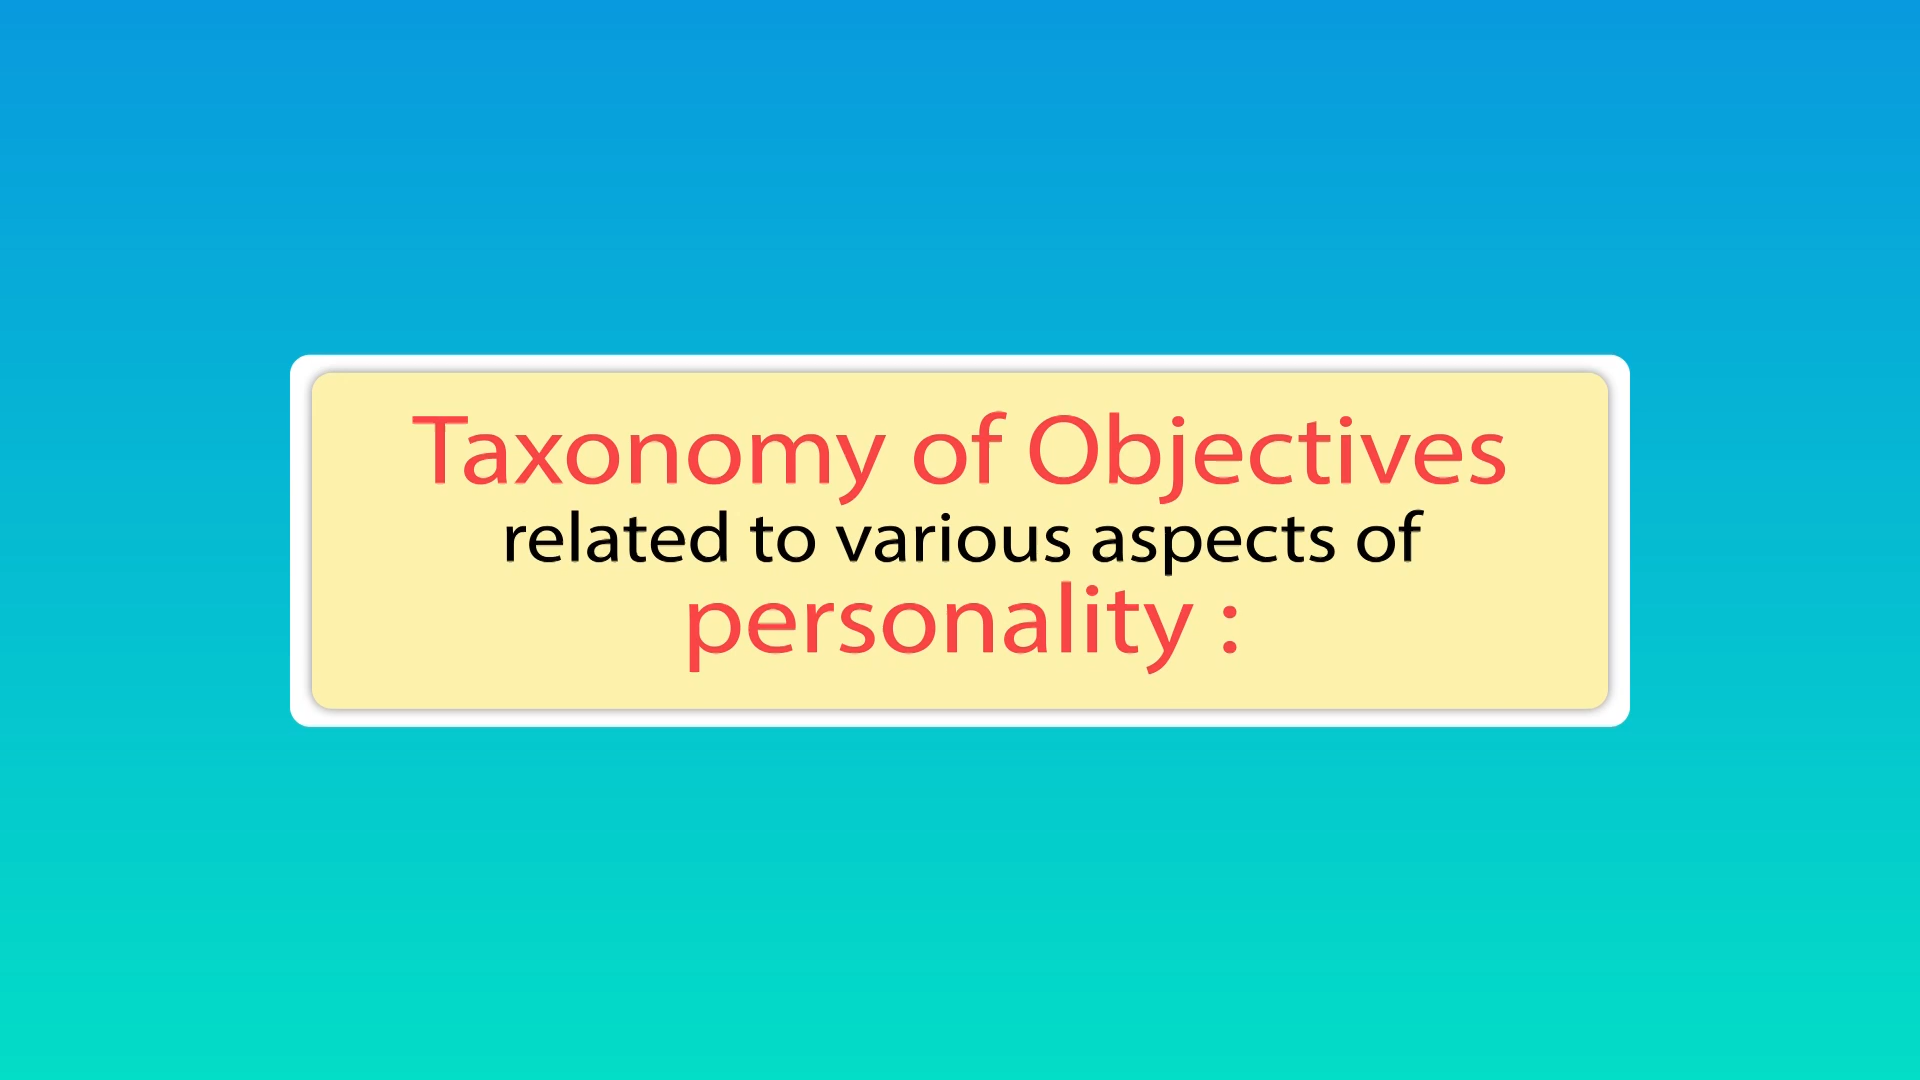 Taxonomy of Objectives
related to various aspects of
personality :